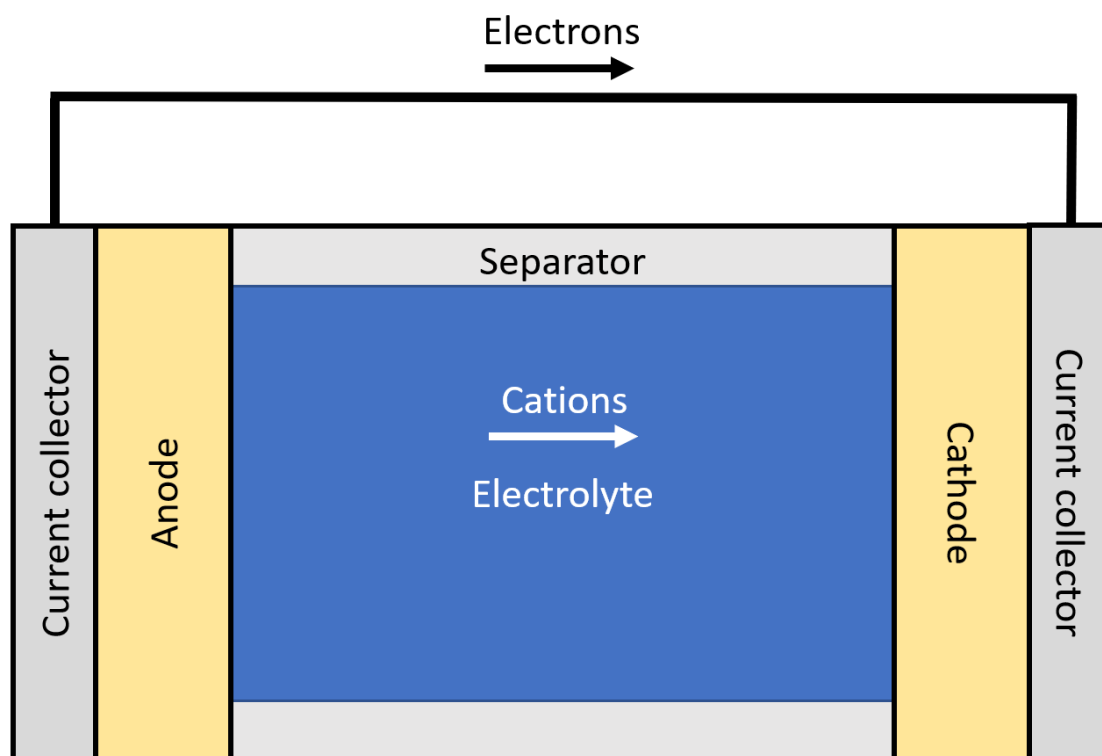 Electrons
Separator
Current collector
Anode
Cations
Electrolyte
Cathode
Current collector